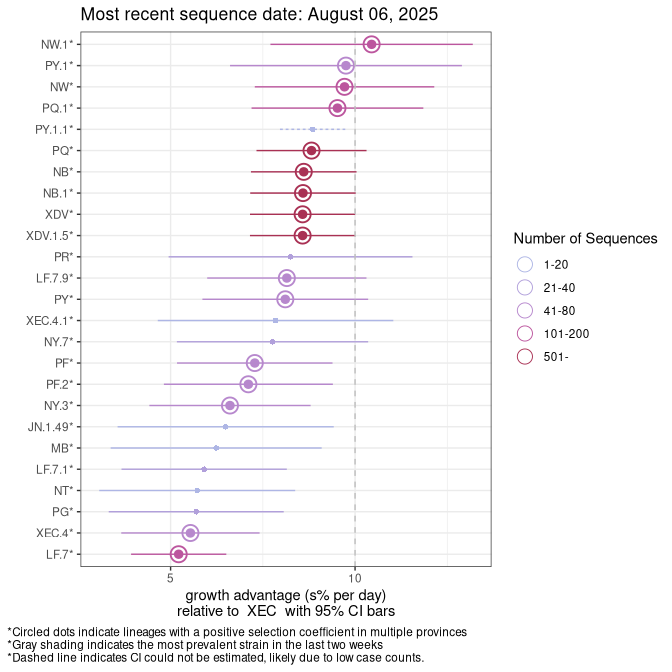 Most recent sequence date: August 06, 2025
NW.1*
PY.1*
NW*
PQ.1*
PY.1.1*
PQ*
NB*
NB.1*
XDV*
XDV.1.5*
PR*
LF.7.9*
PY*
XEC.4.1*
NY.7*
PF*
PF.2*
NY.3*
JN.1.49*
MB*
LF.7.1*
NT*
PG*
XEC.4*
LF.7*
5 10
growth advantage (s% per day)
relative to XEC with 95% CI bars
Number of Sequences
1-20
21-40
41-80
101-200
501-
*Circled dots indicate lineages with a positive selection coefficient in multiple provinces
*Gray shading indicates the most prevalent strain in the last two weeks
*Dashed line indicates CI could not be estimated, likely due to low case counts.